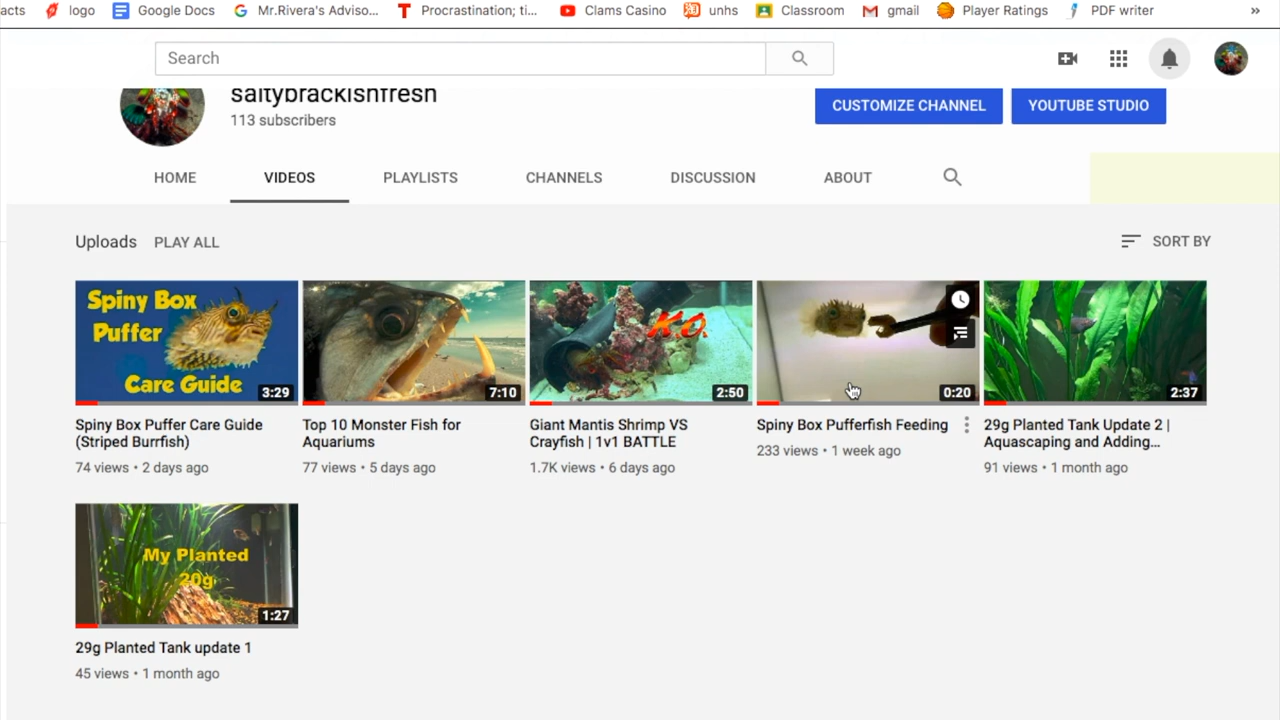 acts logo Google Docs Mr.Rivera's Adviso... Procrastination; ti... Clams Casino unhs Classroom gmail Player Ratings PDF writer »
Search
saltybrackishfresh
113 subscribers
CUSTOMIZE CHANNEL YOUTUBE STUDIO
HOME VIDEOS PLAYLISTS CHANNELS DISCUSSION ABOUT
Uploads PLAY ALL SORT BY
Spiny Box
Puffer
Care Guide
3:29
7:10
K.O.
2:50
0:20
2:37
Spiny Box Puffer Care Guide
(Striped Burrfish)
74 views • 2 days ago
Top 10 Monster Fish for
Aquariums
77 views • 5 days ago
Giant Mantis Shrimp VS
Crayfish | 1v1 BATTLE
1.7K views • 6 days ago
Spiny Box Pufferfish Feeding
233 views • 1 week ago
29g Planted Tank Update 2 |
Aquascaping and Adding...
91 views • 1 month ago
My Planted
20g
1:27
29g Planted Tank update 1
45 views • 1 month ago